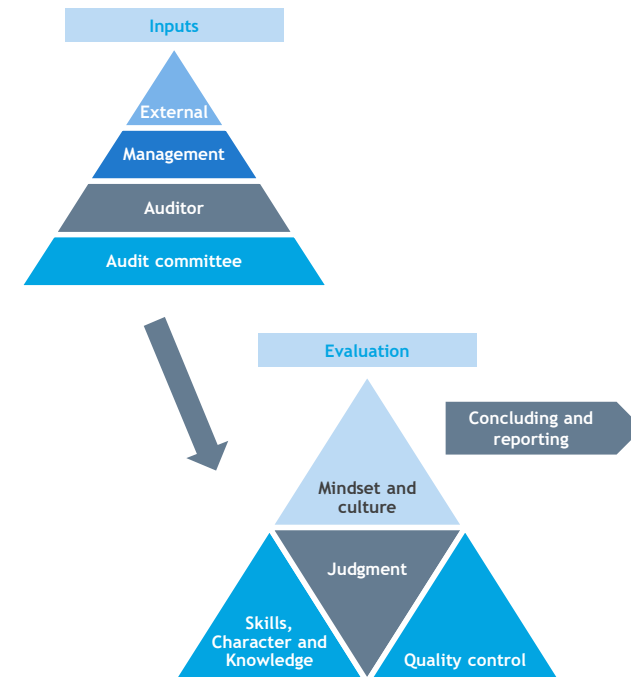 Inputs
External
Management
Auditor
Audit committee
Evaluation
Concluding and
reporting
Mindset and
culture
Judgment
Skills,
Character and
Knowledge
Quality control